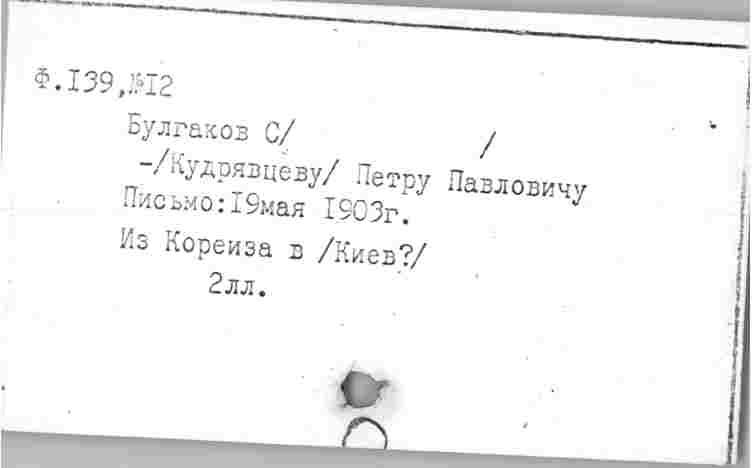 Ф.I39,№I2
Булгаков С/ /
-/Кудрявцеву/ Петру Павловичу
Письмо:I9мая I903г.
Из Кореиза в /Киев?/
2лл.